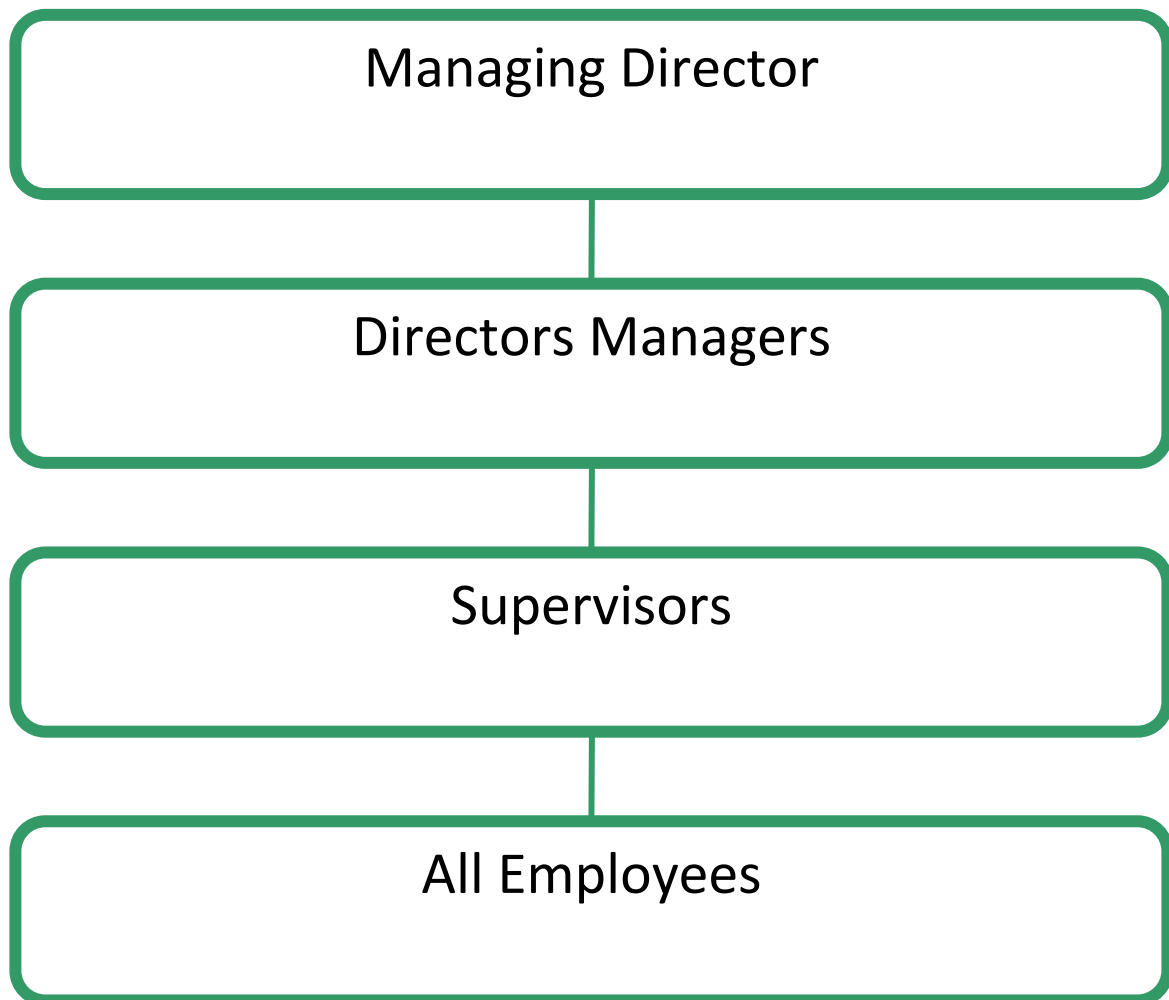 Managing Director
Directors Managers
Supervisors
All Employees